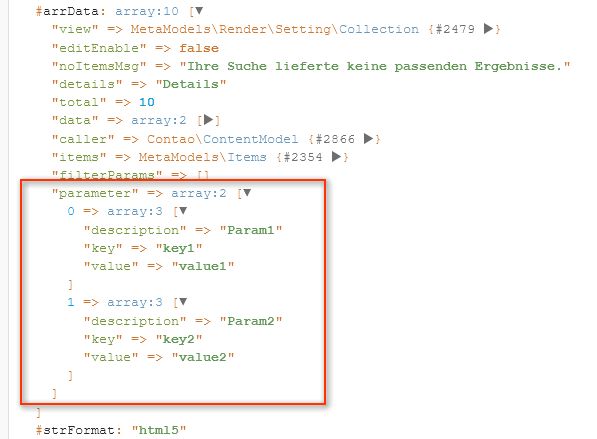 #arrData: array:10 [▼
"view" => MetaModels\Render\Setting\Collection {#2479 ▶}
"editEnable" => false
"noItemsMsg" => "Ihre Suche lieferte keine passenden Ergebnisse."
"details" => "Details"
"total" => 10
"data" => array:2 [▶]
"caller" => Contao\ContentModel {#2866 ▶}
"items" => MetaModels\Items {#2354 ▶}
"filterParams" => []
"parameter" => array:2 [▼
0 => array:3 [▼
"description" => "Param1"
"key" => "key1"
"value" => "value1"
]
1 => array:3 [▼
"description" => "Param2"
"key" => "key2"
"value" => "value2"
]
]
]
#strFormat: "html5"